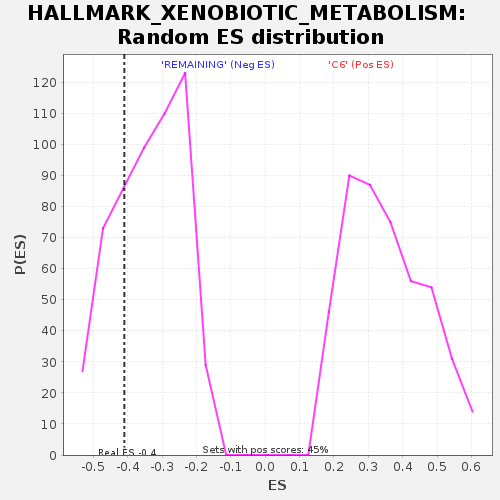 HALLMARK_XENOBIOTIC_METABOLISM:
Random ES distribution
'REMAINING' (Neg ES) 'C6' (Pos ES)
120
110
100
90
80
70
60
50
40
30
20
10
0
P(ES)
Real ES -0.4
Sets with pos scores: 45%
-0.5 -0.4 -0.3 -0.2 -0.1 0.0 0.1 0.2 0.3 0.4 0.5 0.6
ES